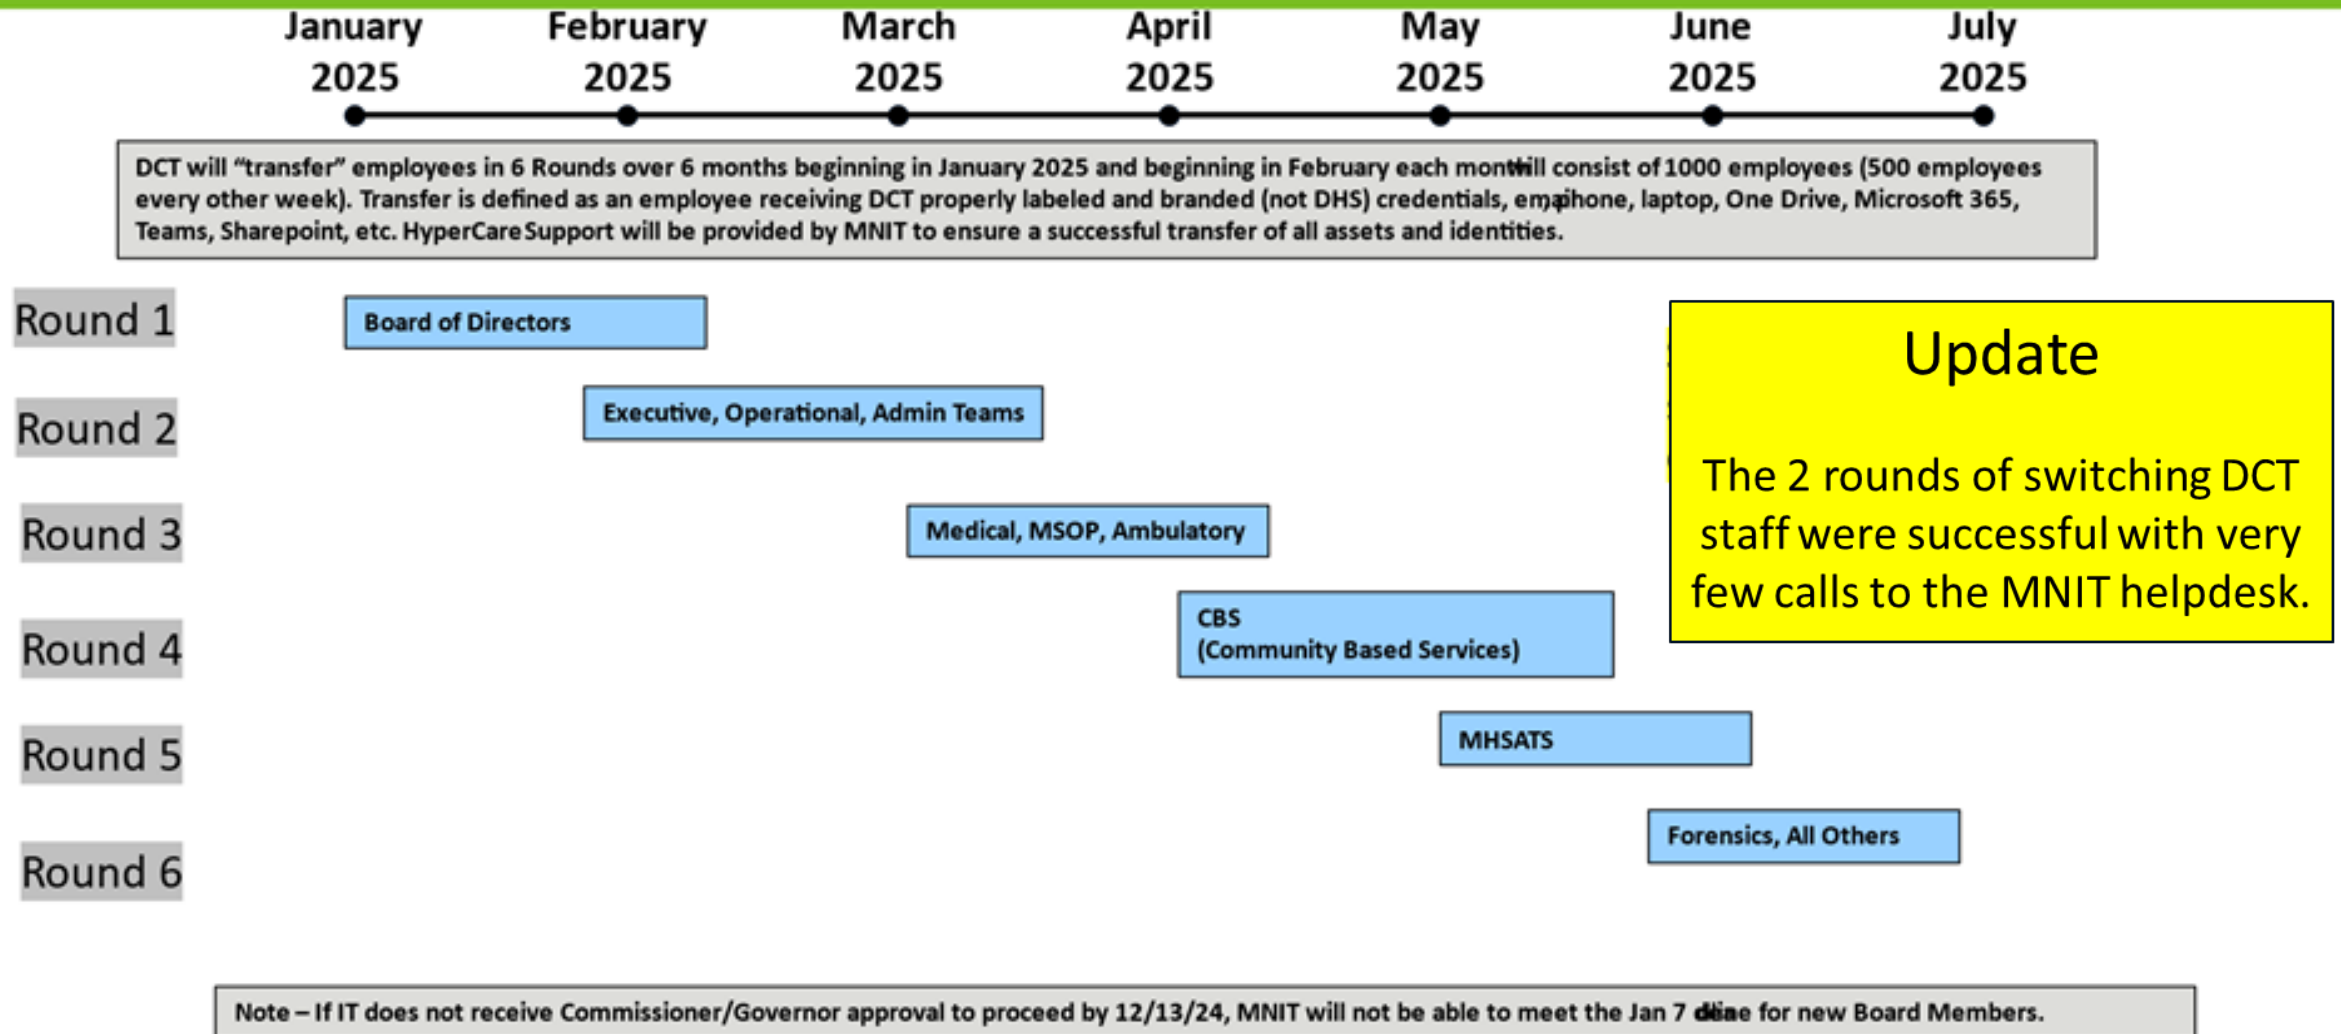 January February March April May June July
2025 2025 2025 2025 2025 2025 2025
DCT will “transfer” employees in 6 Rounds over 6 months beginning in January 2025 and beginning in February each month will consist of 1000 employees (500 employees
every other week). Transfer is defined as an employee receiving DCT properly labeled and branded (not DHS) credentials, phone, laptop, One Drive, Microsoft 365,
Teams, Sharepoint, etc. HyperCare Support will be provided by MNIT to ensure a successful transfer of all assets and identities.
Round 1
Board of Directors
Round 2
Executive, Operational, Admin Teams
Round 3
Medical, MSOP, Ambulatory
Round 4
CBS
(Community Based Services)
Round 5
MHSATS
Round 6
Forensics, All Others
Update
The 2 rounds of switching DCT
staff were successful with very
few calls to the MNIT helpdesk.
Note – If IT does not receive Commissioner/Governor approval to proceed by 12/13/24, MNIT will not be able to meet the Jan 7 for new Board Members.